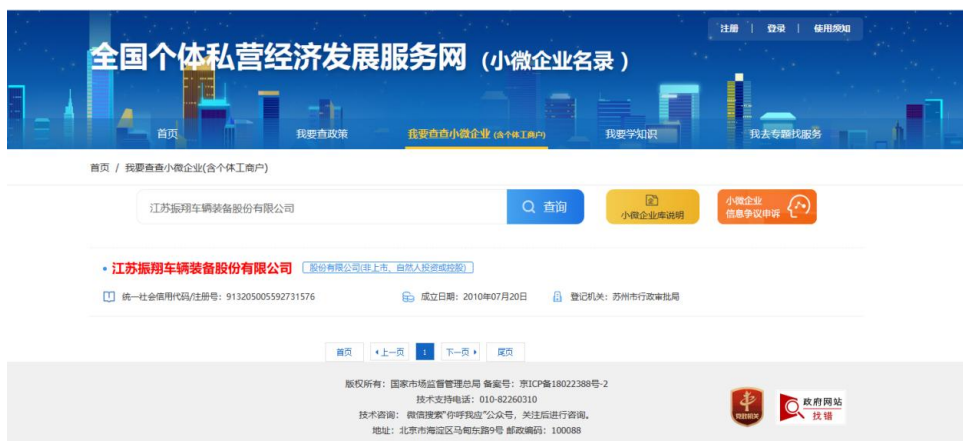 注册 | 登录 | 使用须知
全国个体私营经济发展服务网（小微企业名录）
首页 我要查政策 我要查查小微企业(含个体工商户) 我要学知识 我去专题找服务
首页 / 我要查查小微企业(含个体工商户)
江苏振翔车辆装备股份有限公司 查询 小微企业库说明 小微企业
信息争议申诉
江苏振翔车辆装备股份有限公司 股份有限公司(非上市、自然人投资或控股)
统一社会信用代码/注册号：913205005592731576 成立日期：2010年07月20日 登记机关：苏州市行政审批局
首页 上一页 1 下一页 尾页
版权所有：国家市场监督管理总局 备案号：京ICP备18022388号-2
技术支持电话：010-82260310
技术咨询： 微信搜索"你呼我应"公众号，关注后进行咨询。
地址：北京市海淀区马甸东路9号 邮政编码：100088
党政机关
政府网站
找错